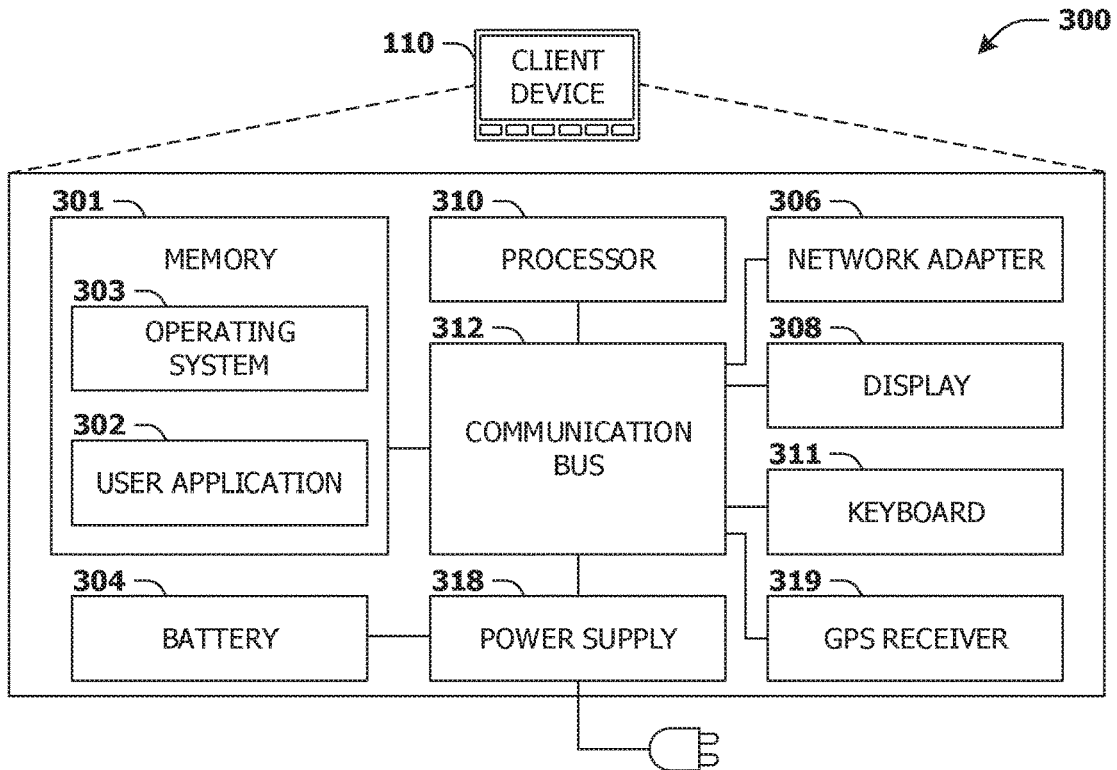 300
110
CLIENT
DEVICE
301
310
306
MEMORY
PROCESSOR
NETWORK ADAPTER
303
OPERATING
SYSTEM
312
308
DISPLAY
302
USER APPLICATION
COMMUNICATION
BUS
311
KEYBOARD
304
318
319
BATTERY
POWER SUPPLY
GPS RECEIVER